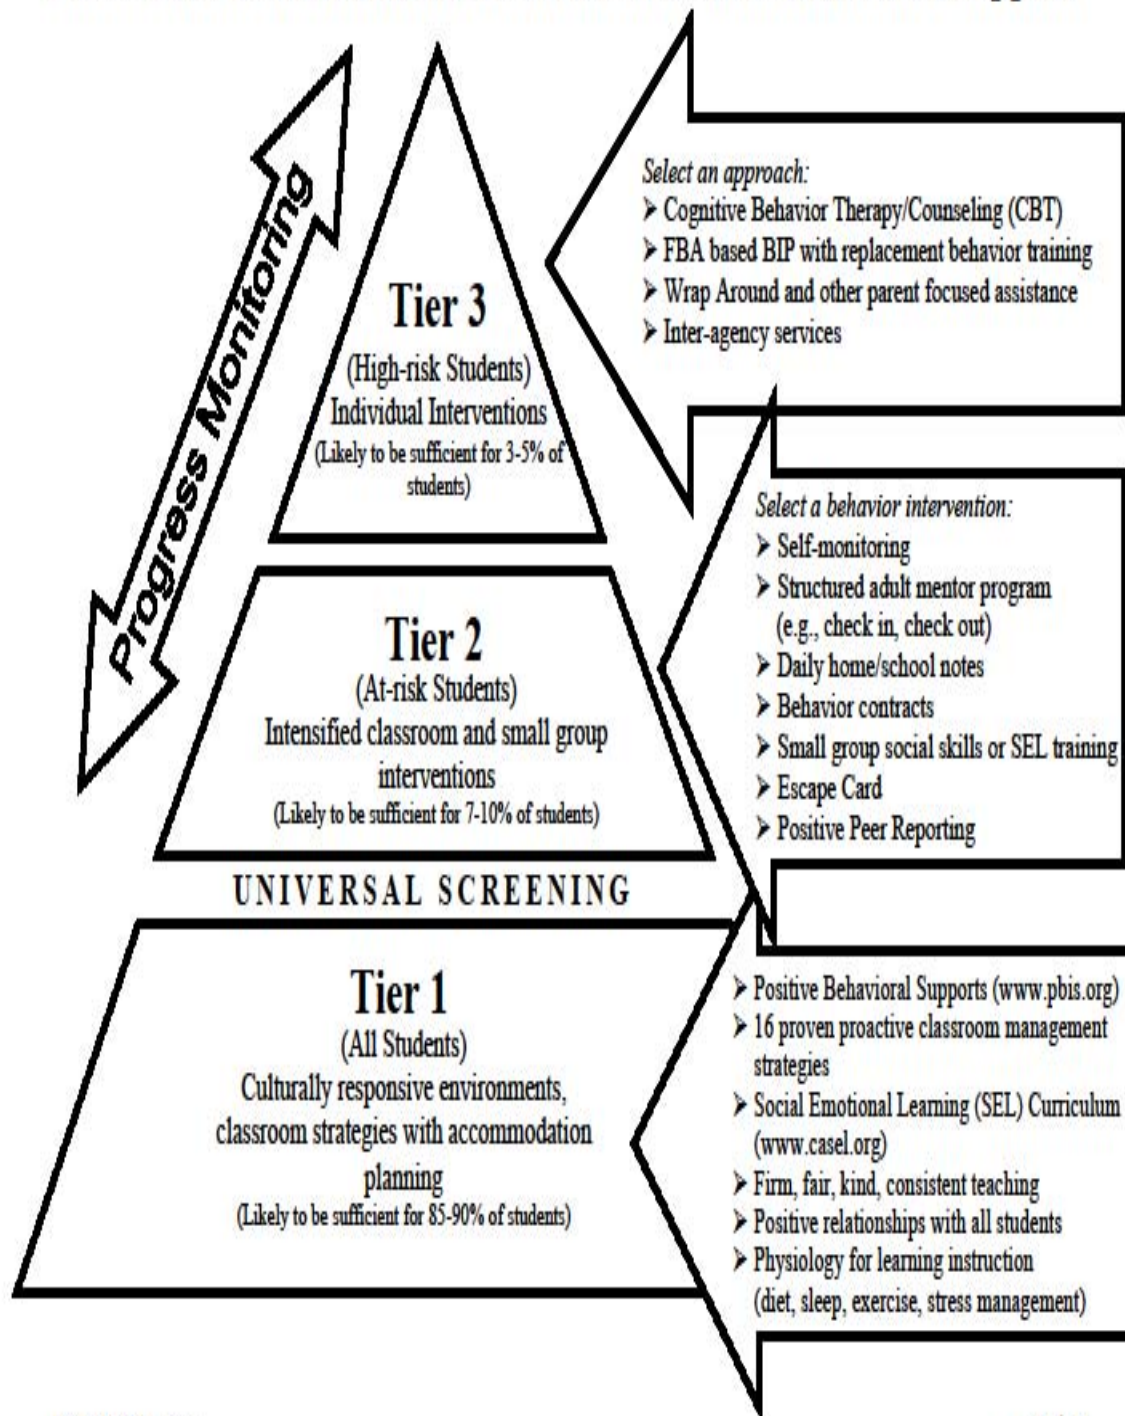 Progress Monitoring
Tier 3
(High-risk Students)
Individual Interventions
(Likely to be sufficient for 3-5% of
students)
Select an approach:
➤ Cognitive Behavior Therapy/Counseling (CBT)
➤ FBA based BIP with replacement behavior training
➤ Wrap Around and other parent focused assistance
➤ Inter-agency services
Tier 2
(At-risk Students)
Intensified classroom and small group
interventions
(Likely to be sufficient for 7-10% of students)
Select a behavior intervention:
➤ Self-monitoring
➤ Structured adult mentor program
(e.g., check in, check out)
➤ Daily home/school notes
➤ Behavior contracts
➤ Small group social skills or SEL training
➤ Escape Card
➤ Positive Peer Reporting
UNIVERSAL SCREENING
Tier 1
(All Students)
Culturally responsive environments,
classroom strategies with accommodation
planning
(Likely to be sufficient for 85-90% of students)
➤ Positive Behavioral Supports (www.pbis.org)
➤ 16 proven proactive classroom management
strategies
➤ Social Emotional Learning (SEL) Curriculum
(www.casel.org)
➤ Firm, fair, kind, consistent teaching
➤ Positive relationships with all students
➤ Physiology for learning instruction
(diet, sleep, exercise, stress management)